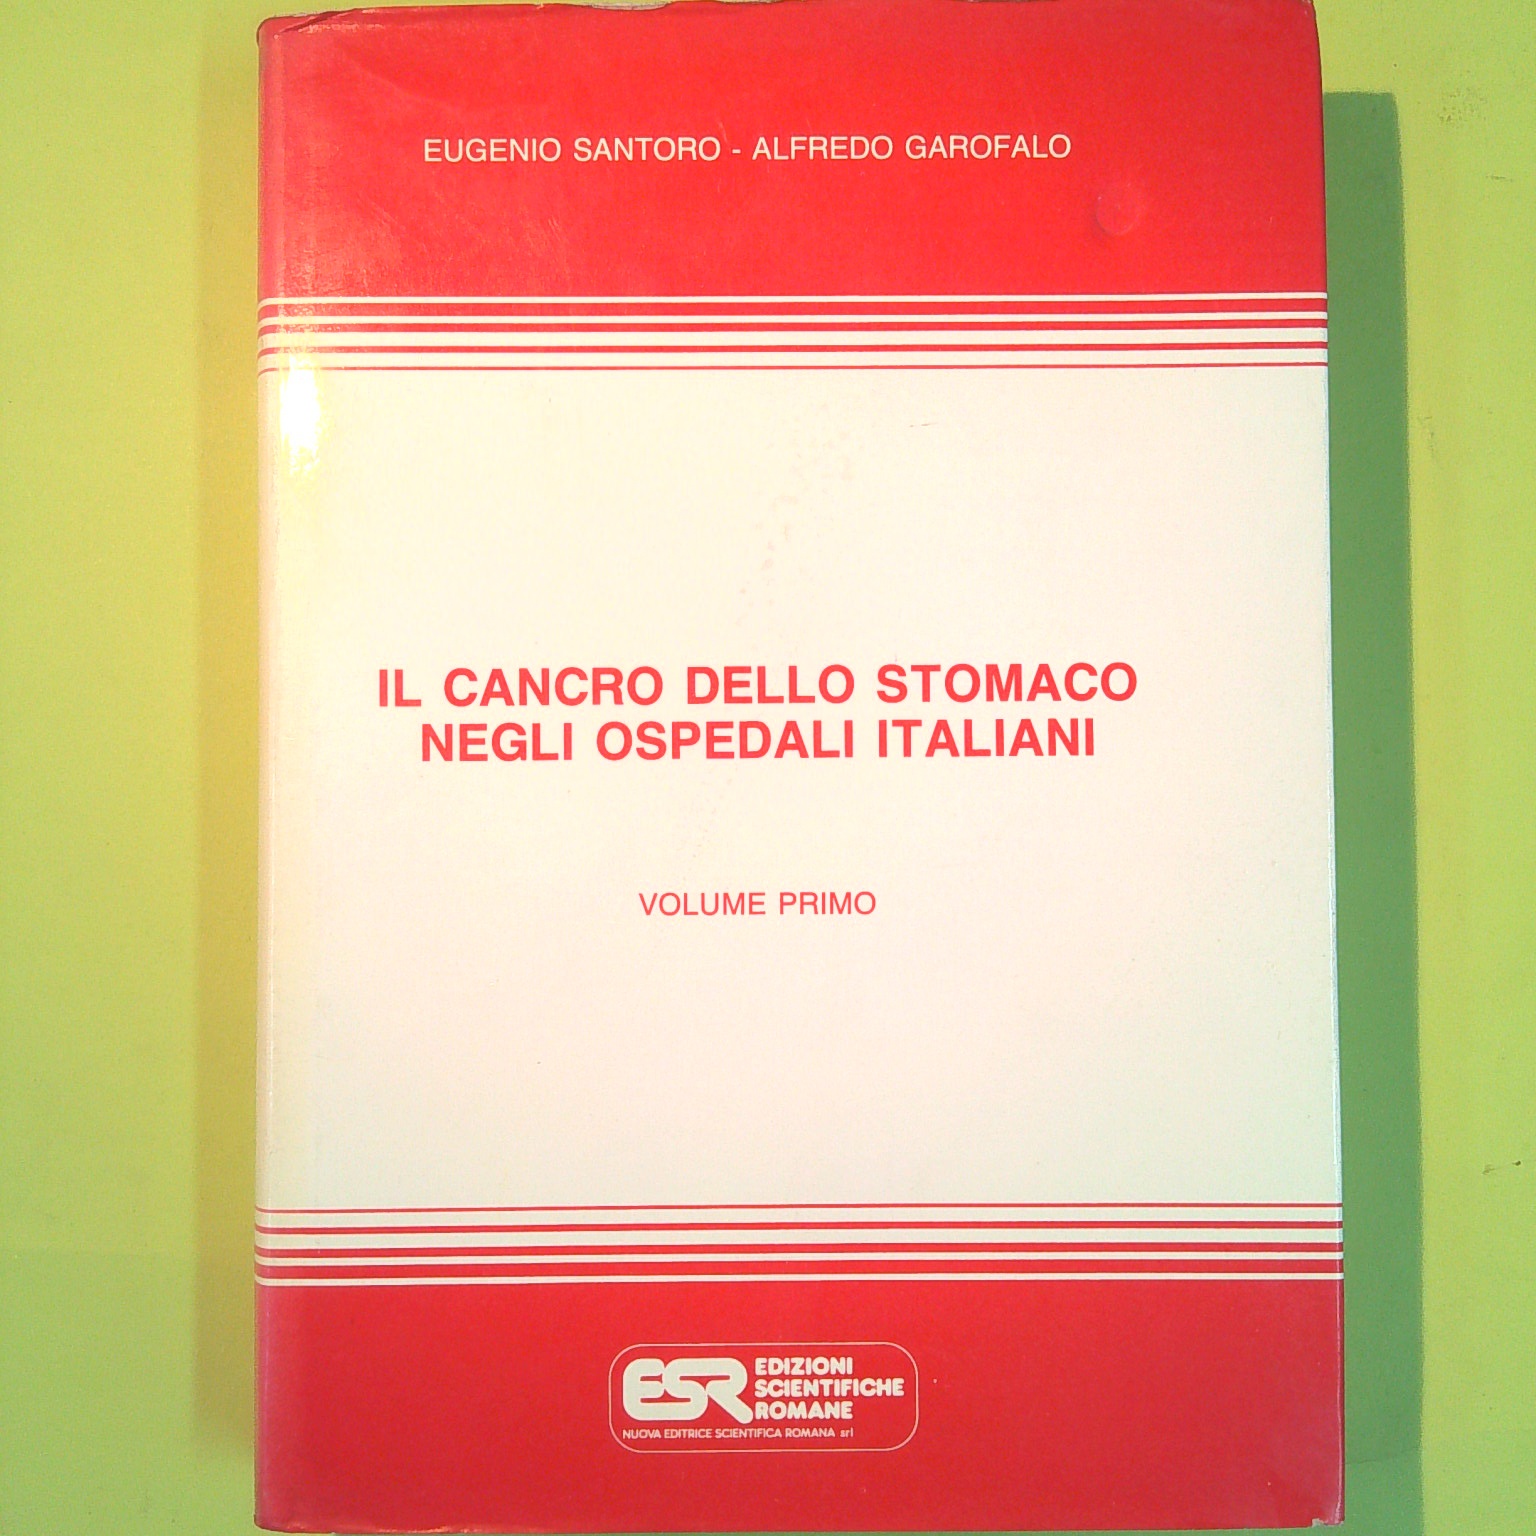 EUGENIO SANTORO - ALFREDO GAROFALO
IL CANCRO DELLO STOMACO
NEGLI OSPEDALI ITALIANI
VOLUME PRIMO
ESR
EDIZIONI
SCIENTIFICHE
ROMANE
NUOVA EDITRICE SCIENTIFICA ROMANA srl